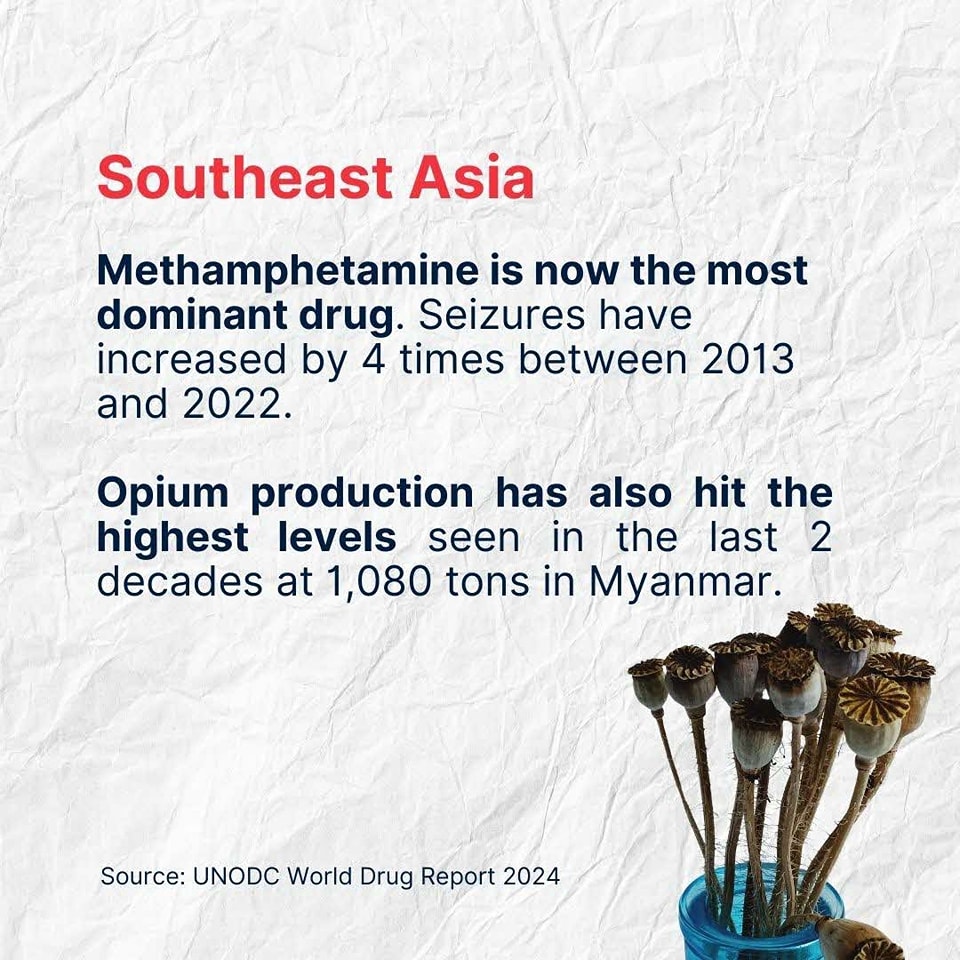 Southeast Asia
Methamphetamine is now the most
dominant drug. Seizures have
increased by 4 times between 2013
and 2022.
Opium production has also hit the
highest levels seen in the last 2
decades at 1,080 tons in Myanmar.
Source: UNODC World Drug Report 2024